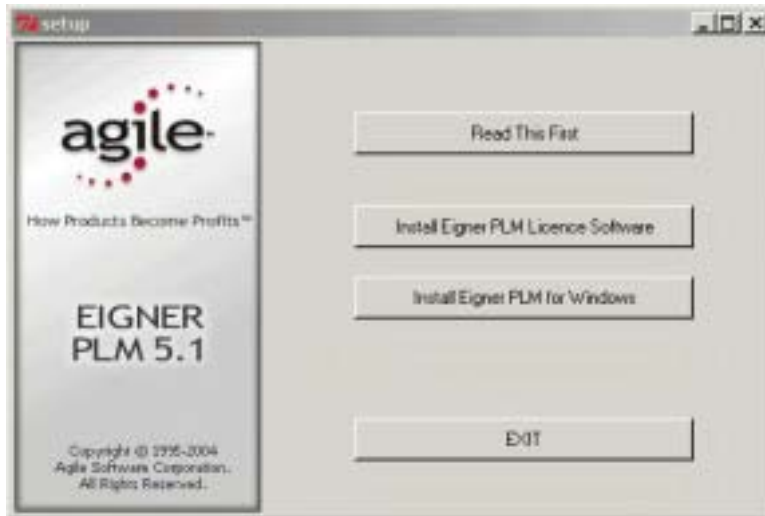 setup
agile
How Products Become Profits™
EIGNER
PLM 5.1
Copyright © 1995-2004
Agile Software Corporation.
All Rights Reserved.
Read This First
Install Eigner PLM Licence Software
Install Eigner PLM for Windows
EXIT